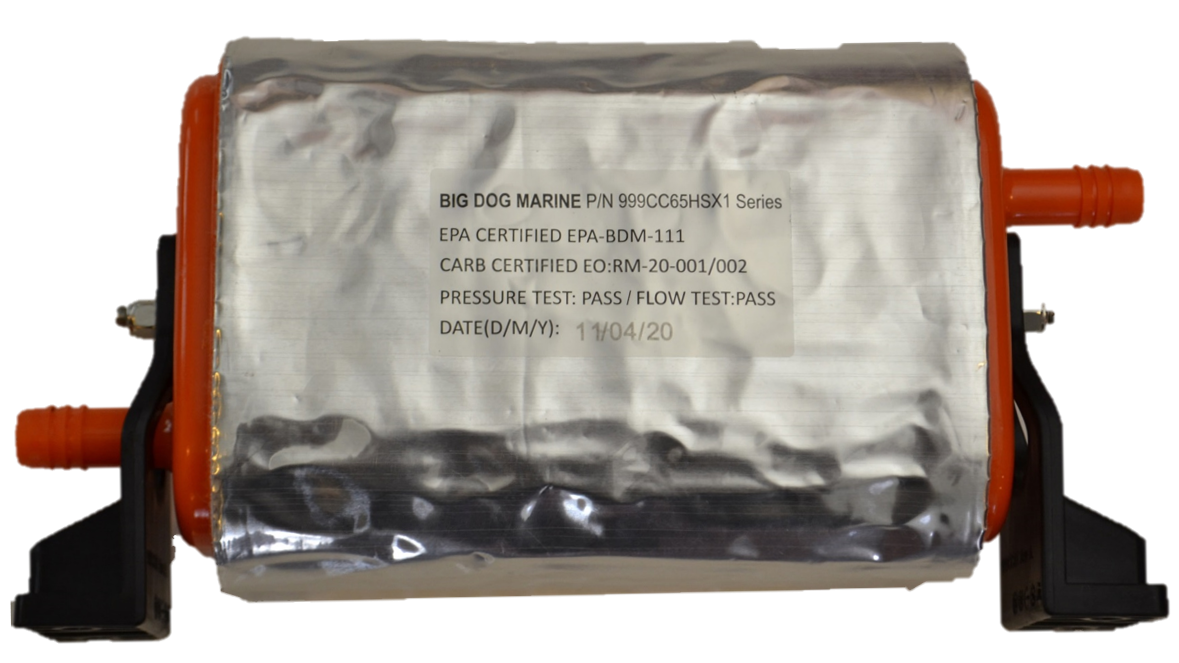 BIG DOG MARINE P/N 999CC65HSX1 Series
EPA CERTIFIED EPA-BDM-111
CARB CERTIFIED EO:RM-20-001/002
PRESSURE TEST: PASS / FLOW TEST:PASS
DATE(D/M/Y): 11/04/20